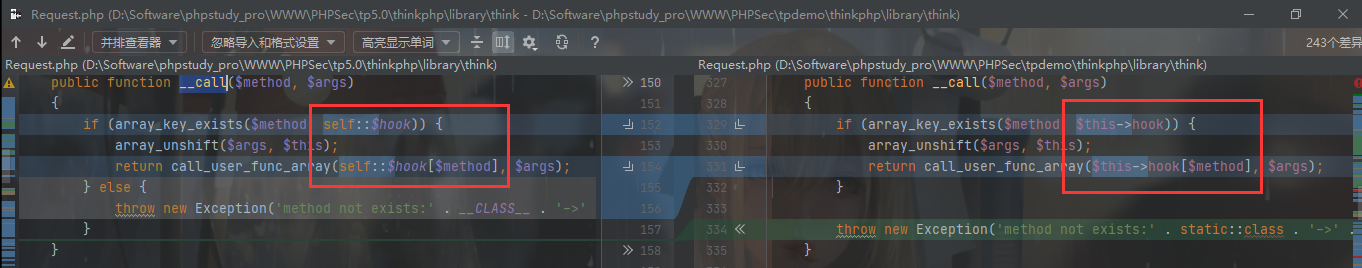 Request.php (D:\Software\phpstudy_pro\WWW\PHPSec\tp5.0\thinkphp\library\think - D:\Software\phpstudy_pro\WWW\PHPSec\tpdemo\thinkphp\library\think)
并排查看器 忽略导入和格式设置 高亮显示单词 ? 243个差异
Request.php (D:\Software\phpstudy_pro\WWW\PHPSec\tp5.0\thinkphp\library\think) Request.php (D:\Software\phpstudy_pro\WWW\PHPSec\tpdemo\thinkphp\library\think)
public function __call($method, $args) 150 327 public function __call($method, $args)
{ 151 328 {
if (array_key_exists($method self::$hook)) { 152 329 if (array_key_exists($method $this->hook)) {
array_unshift($args, $this); 153 330 array_unshift($args, $this);
return call_user_func_array(self::$hook[$method], $args); 154 331 return call_user_func_array($this->hook[$method], $args);
} else { 155 332 }
throw new Exception('method not exists:' . __CLASS__ . '->' 156 333
} 157 334 throw new Exception('method not exists:' . static::class . '->' .
} 158 335 }